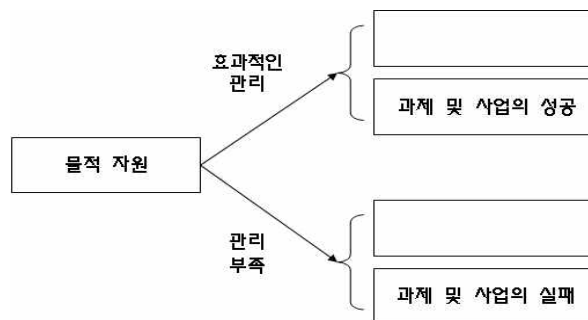 효과적인
관리
과제 및 사업의 성공
물적 자원
관리
부족
과제 및 사업의 실패